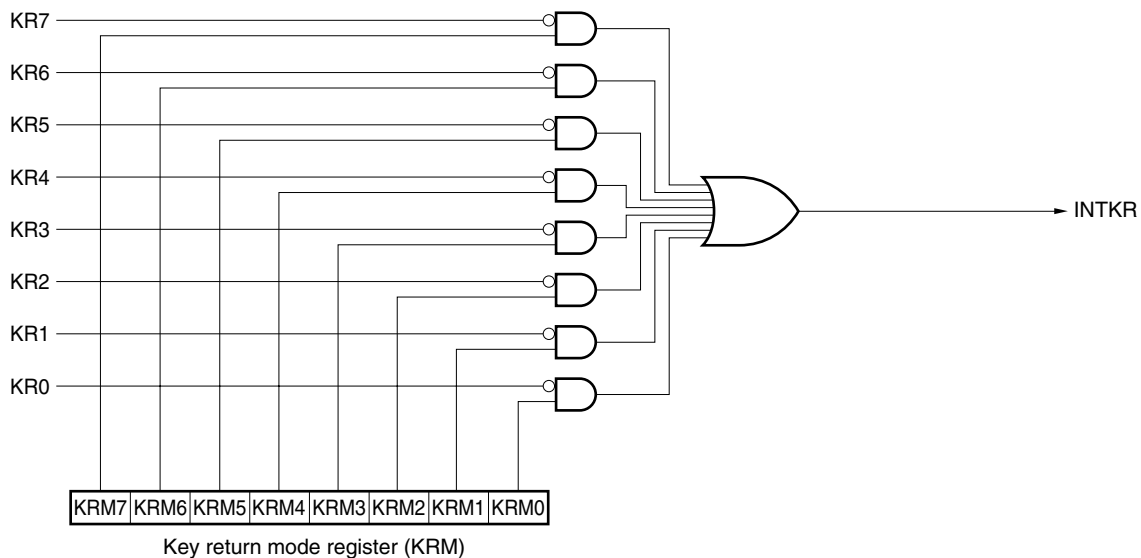 KR7
KR6
KR5
KR4
KR3
INTKR
KR2
KR1
KR0
KRM7 KRM6 KRM5 KRM4 KRM3 KRM2 KRM1 KRM0
Key return mode register (KRM)